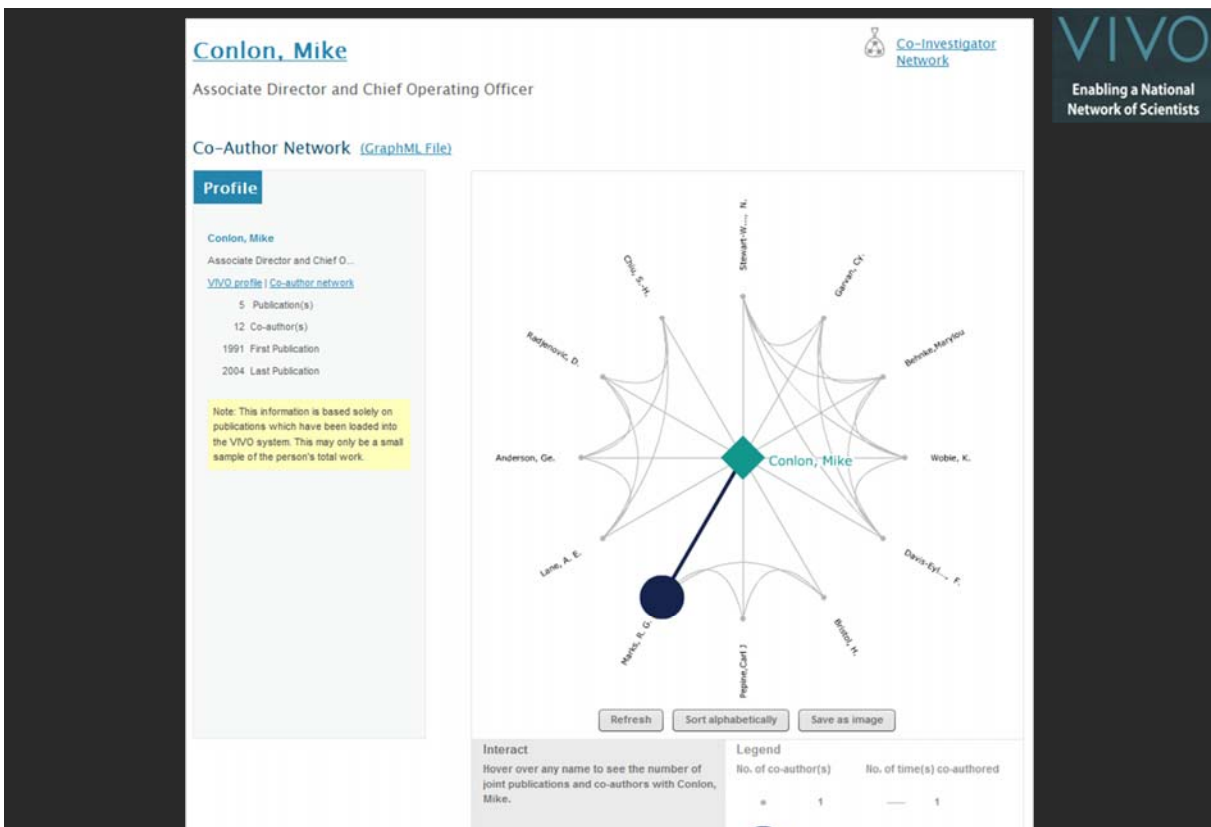 Conlon, Mike
Associate Director and Chief Operating Officer
Co-Investigator
Network
VIVO
Enabling a National
Network of Scientists
Co-Author Network (GraphML File)
Profile
Conlon, Mike
Associate Director and Chief O...
VIVO profile | Co-author network
5 Publication(s)
12 Co-author(s)
1991 First Publication
2004 Last Publication
Note: This information is based solely on
publications which have been loaded into
the VIVO system. This may only be a small
sample of the person's total work.
Stewart-W..., N.
Garvan, Cy.
Behnke,Marylou
Woble, K.
Davis-Eyl..., F.
Bristol, H.
Pepine,Carl J
Marks, R. G.
Lane, A. E.
Anderson, Ge.
Radjenovic, D.
Chiu, S.-H.
Conlon, Mike
Refresh
Sort alphabetically
Save as image
Interact
Hover over any name to see the number of
joint publications and co-authors with Conlon,
Mike.
Legend
No. of co-author(s)
No. of time(s) co-authored
1
1